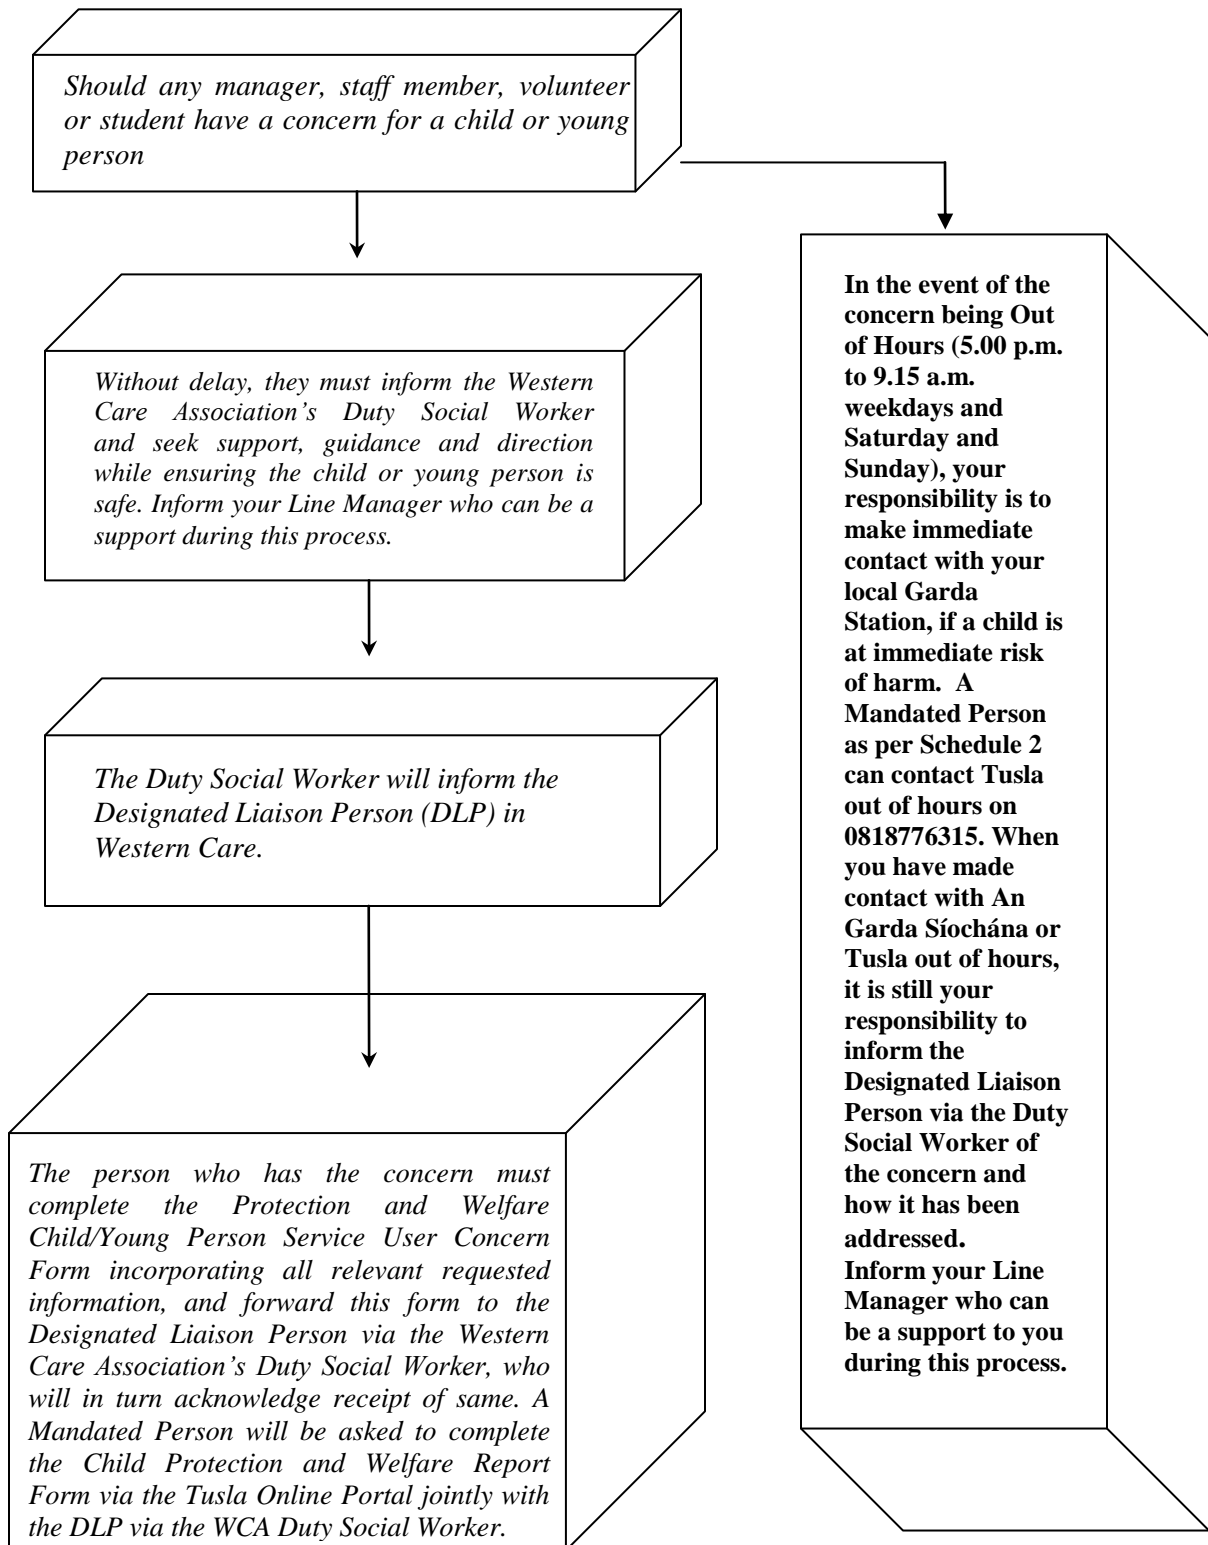 Should any manager, staff member, volunteer
or student have a concern for a child or young
person
Without delay, they must inform the Western
Care Association's Duty Social Worker
and seek support, guidance and direction
while ensuring the child or young person is
safe. Inform your Line Manager who can be a
support during this process.
The Duty Social Worker will inform the
Designated Liaison Person (DLP) in
Western Care.
The person who has the concern must
complete the Protection and Welfare
Child/Young Person Service User Concern
Form incorporating all relevant requested
information, and forward this form to the
Designated Liaison Person via the Western
Care Association's Duty Social Worker, who
will in turn acknowledge receipt of same. A
Mandated Person will be asked to complete
the Child Protection and Welfare Report
Form via the Tusla Online Portal jointly with
the DLP via the WCA Duty Social Worker.
In the event of the
concern being Out
of Hours (5.00 p.m.
to 9.15 a.m.
weekdays and
Saturday and
Sunday), your
responsibility is to
make immediate
contact with your
local Garda
Station, if a child is
at immediate risk
of harm.  A
Mandated Person
as per Schedule 2
can contact Tusla
out of hours on
0818776315. When
you have made
contact with An
Garda Síochána or
Tusla out of hours,
it is still your
responsibility to
inform the
Designated Liaison
Person via the Duty
Social Worker of
the concern and
how it has been
addressed.
Inform your Line
Manager who can
be a support to you
during this process.